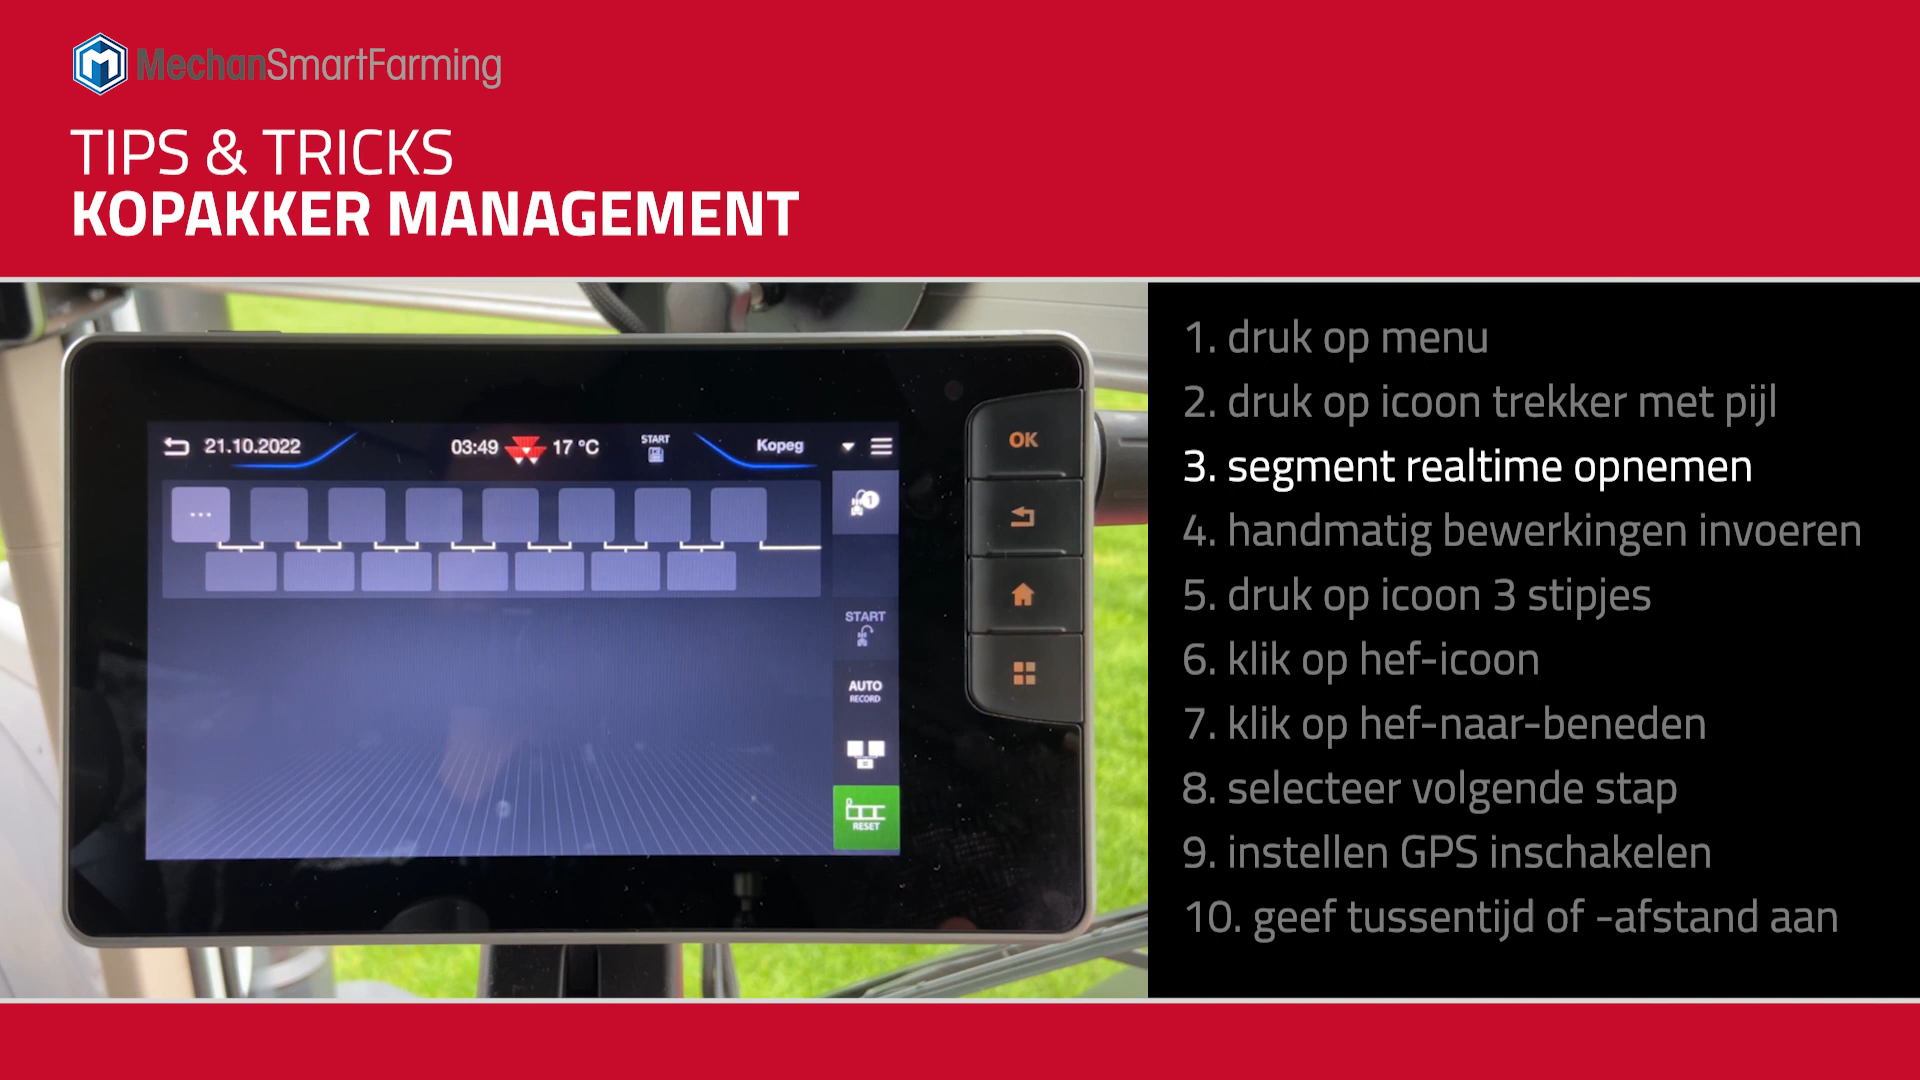 MechanSmartFarming
TIPS & TRICKS
KOPAKKER MANAGEMENT
21.10.2022
03:49
17 °C
START
Kopeg
...
1
START
AUTO
RECORD
RESET
OK
1. druk op menu
2. druk op icoon trekker met pijl
3. segment realtime opnemen
4. handmatig bewerkingen invoeren
5. druk op icoon 3 stipjes
6. klik op hef-icoon
7. klik op hef-naar-beneden
8. selecteer volgende stap
9. instellen GPS inschakelen
10. geef tussentijd of -afstand aan